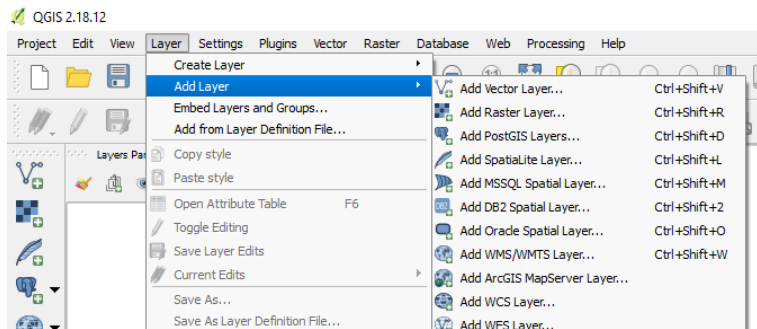 QGIS 2.18.12
Project Edit View Layer Settings Plugins Vector Raster Database Web Processing Help
Create Layer
Add Layer
Embed Layers and Groups...
Add from Layer Definition File...
Layers Pa
Copy style
Paste style
Open Attribute Table F6
Toggle Editing
Save Layer Edits
Current Edits
Save As...
Save As Layer Definition File...
Add Vector Layer... Ctrl+Shift+V
Add Raster Layer... Ctrl+Shift+R
Add PostGIS Layers... Ctrl+Shift+D
Add SpatiaLite Layer... Ctrl+Shift+L
Add MSSQL Spatial Layer... Ctrl+Shift+M
DB2 Add DB2 Spatial Layer... Ctrl+Shift+2
Add Oracle Spatial Layer... Ctrl+Shift+O
Add WMS/WMTS Layer... Ctrl+Shift+W
Add ArcGIS MapServer Layer...
Add WCS Layer...
Add WFS Layer...